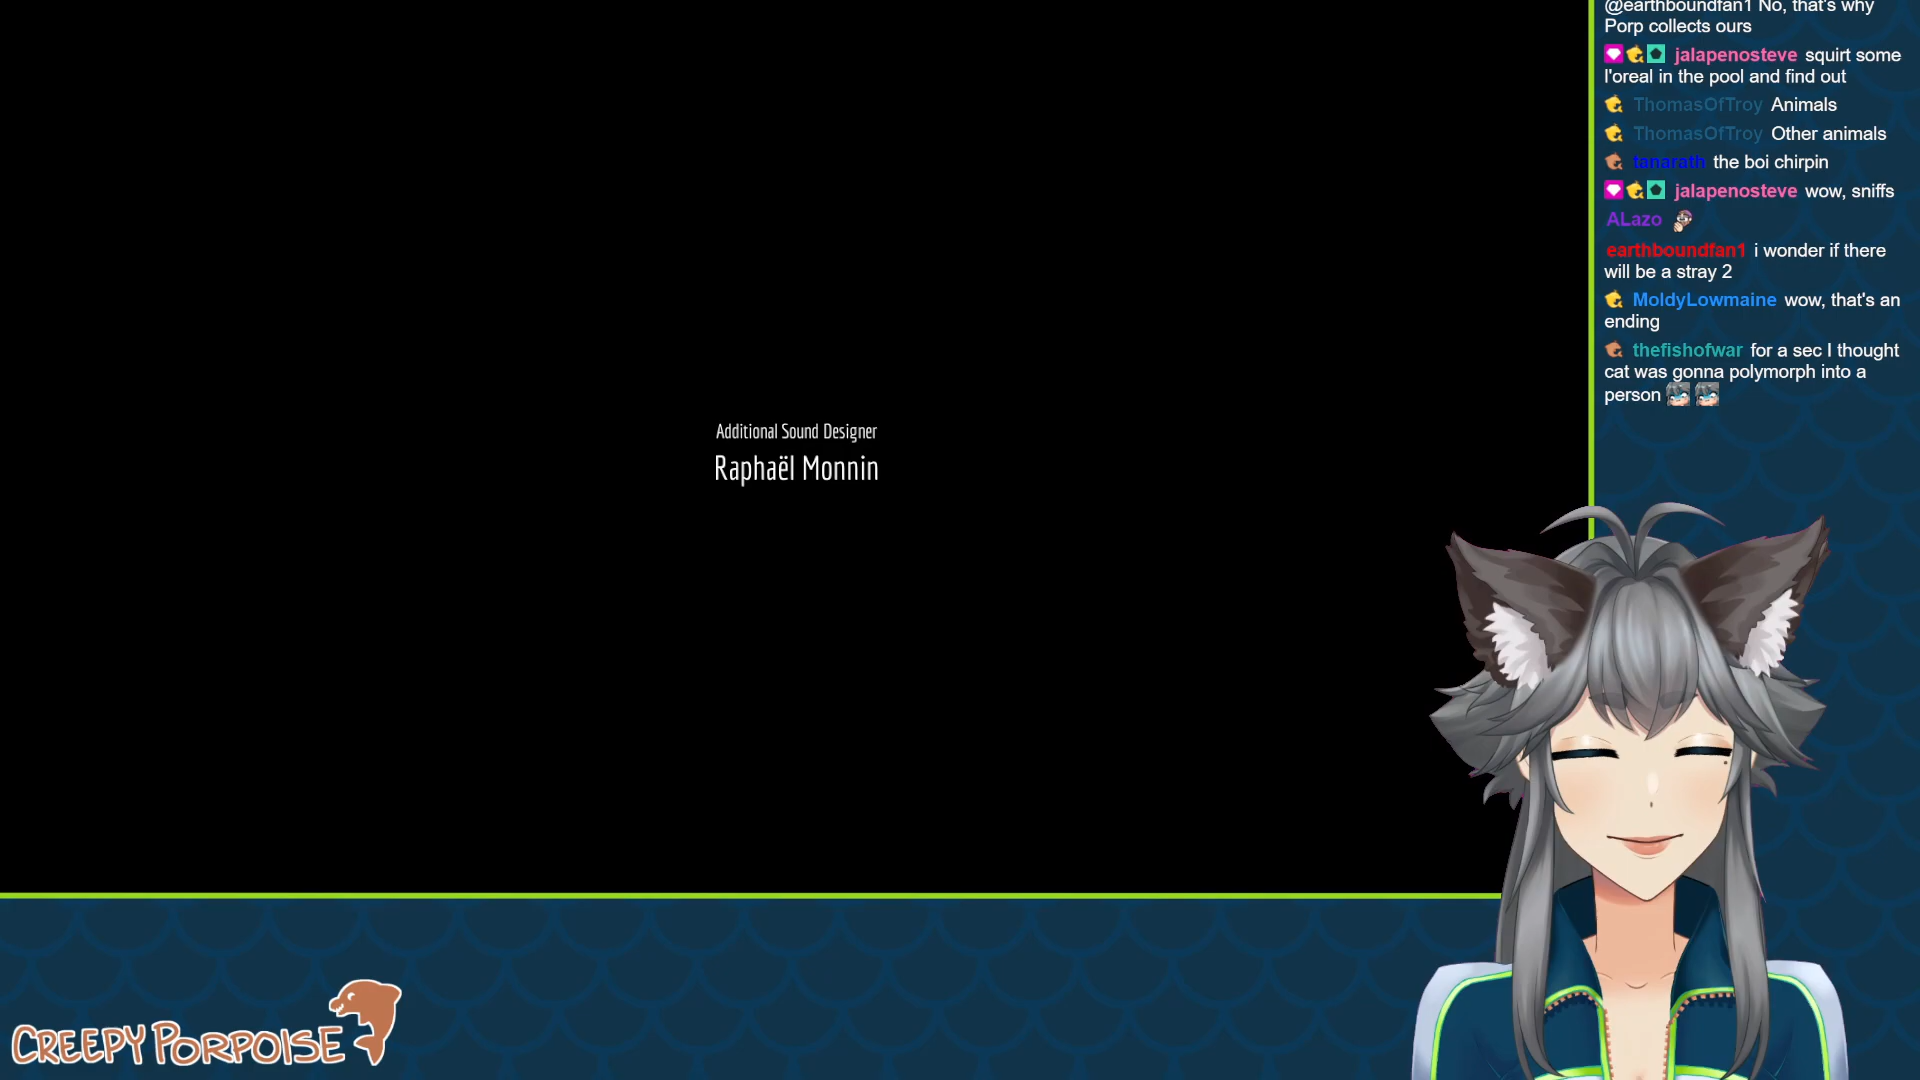 @earthboundfan1 No, that's why
Porp collects ours
jalapenosteve squirt some
l'oreal in the pool and find out
ThomasOfTroy Animals
ThomasOfTroy Other animals
tanarath the boi chirpin
jalapenosteve wow, sniffs
ALazo
earthboundfan1 i wonder if there
will be a stray 2
MoldyLowmaine wow, that's an
ending
thefishofwar for a sec I thought
cat was gonna polymorph into a
person
Additional Sound Designer
Raphaël Monnin
CREEPY PORPOISE